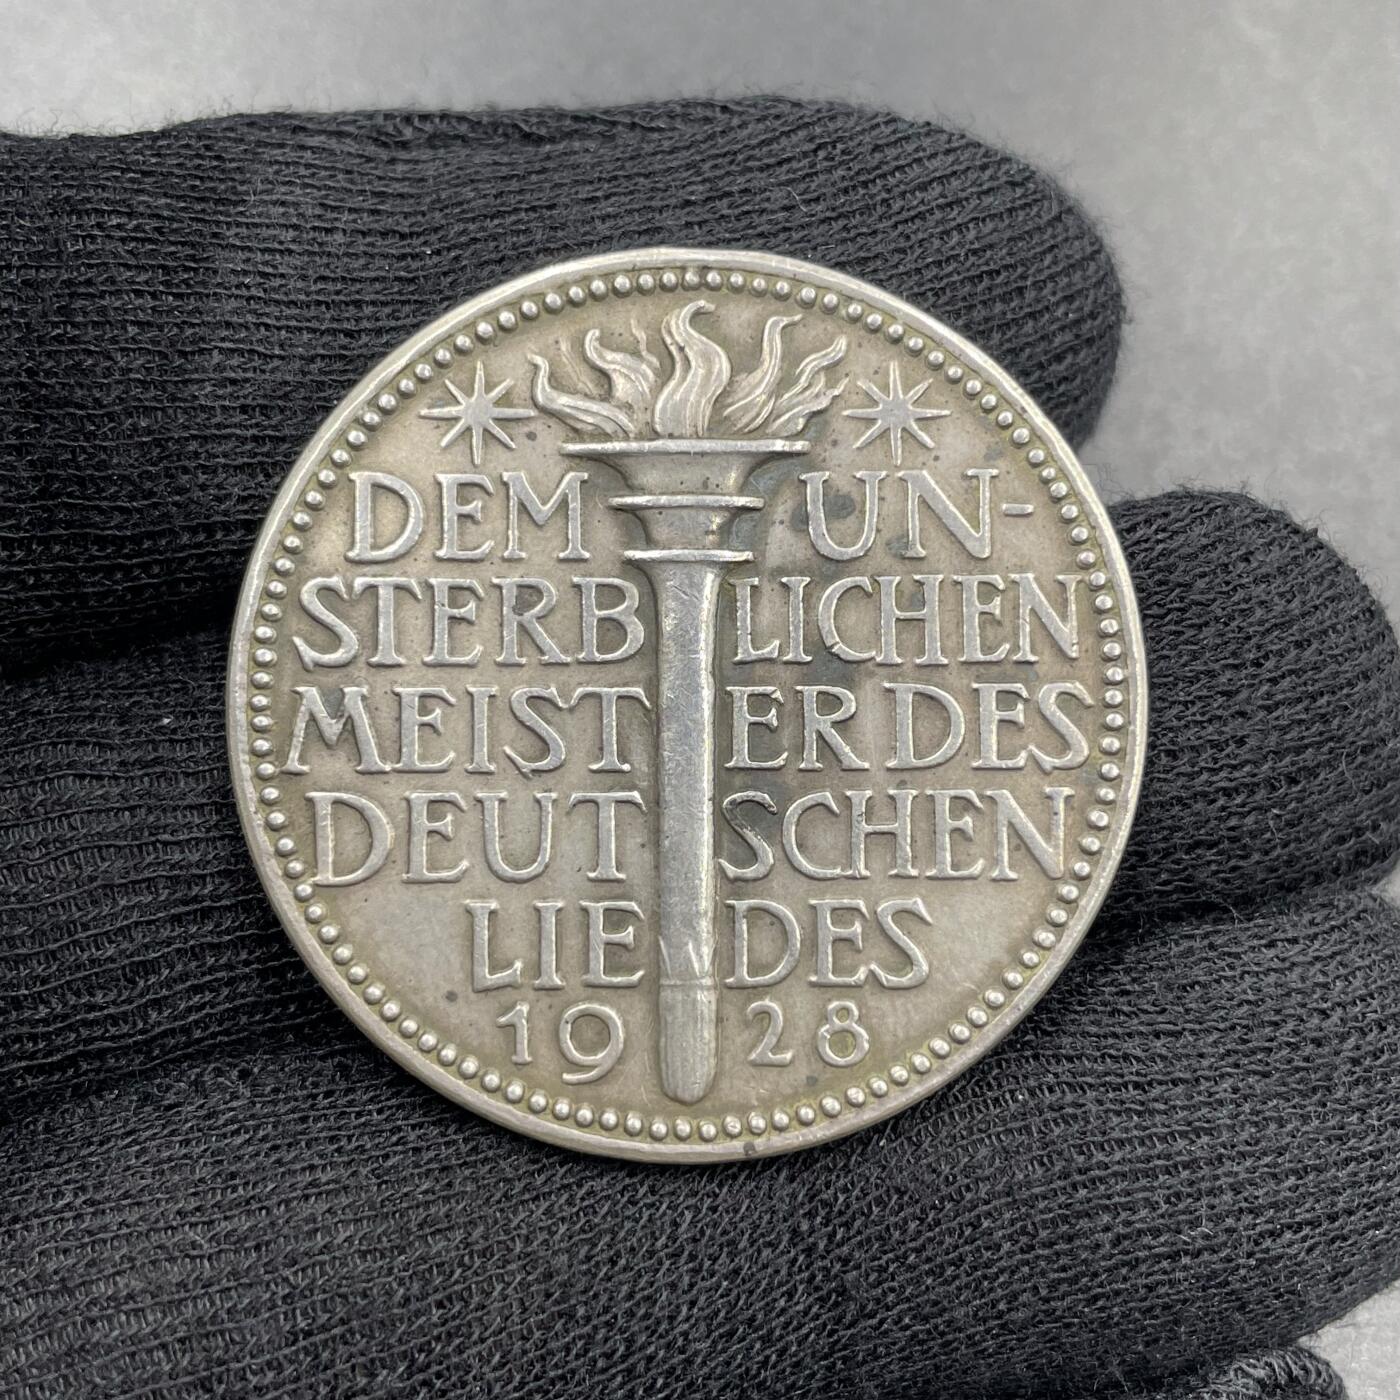 DEM UN-
STERBLICHEN
MEISTER DES
DEUTSCHEN
LIEDES
1928